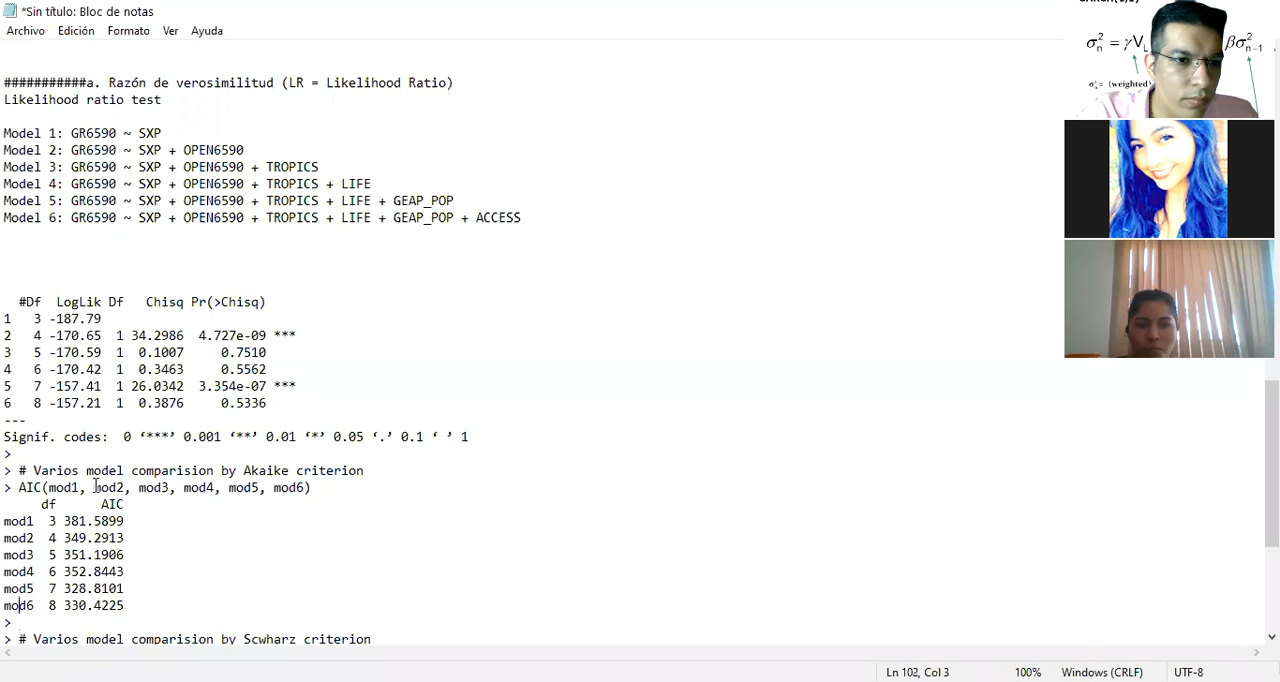 *Sin título: Bloc de notas
Archivo Edición Formato Ver Ayuda
###########a. Razón de verosimilitud (LR = Likelihood Ratio)
Likelihood ratio test
Model 1: GR6590 ~ SXP
Model 2: GR6590 ~ SXP + OPEN6590
Model 3: GR6590 ~ SXP + OPEN6590 + TROPICS
Model 4: GR6590 ~ SXP + OPEN6590 + TROPICS + LIFE
Model 5: GR6590 ~ SXP + OPEN6590 + TROPICS + LIFE + GEAP_POP
Model 6: GR6590 ~ SXP + OPEN6590 + TROPICS + LIFE + GEAP_POP + ACCESS
#Df LogLik Df Chisq Pr(>Chisq)
1 3 -187.79
2 4 -170.65 1 34.2986 4.727e-09 ***
3 5 -170.59 1 0.1007 0.7510
4 6 -170.42 1 0.3463 0.5562
5 7 -157.41 1 26.0342 3.354e-07 ***
6 8 -157.21 1 0.3876 0.5336
---
Signif. codes: 0 ‘***’ 0.001 ‘**’ 0.01 ‘*’ 0.05 ‘.’ 0.1 ‘ ’ 1
>
> # Varios model comparision by Akaike criterion
> AIC(mod1, mod2, mod3, mod4, mod5, mod6)
df AIC
mod1 3 381.5899
mod2 4 349.2913
mod3 5 351.1906
mod4 6 352.8443
mod5 7 328.8101
mod6 8 330.4225
>
> # Varios model comparision by Scwharz criterion
Ln 102, Col 3 100% Windows (CRLF) UTF-8
(weighted)